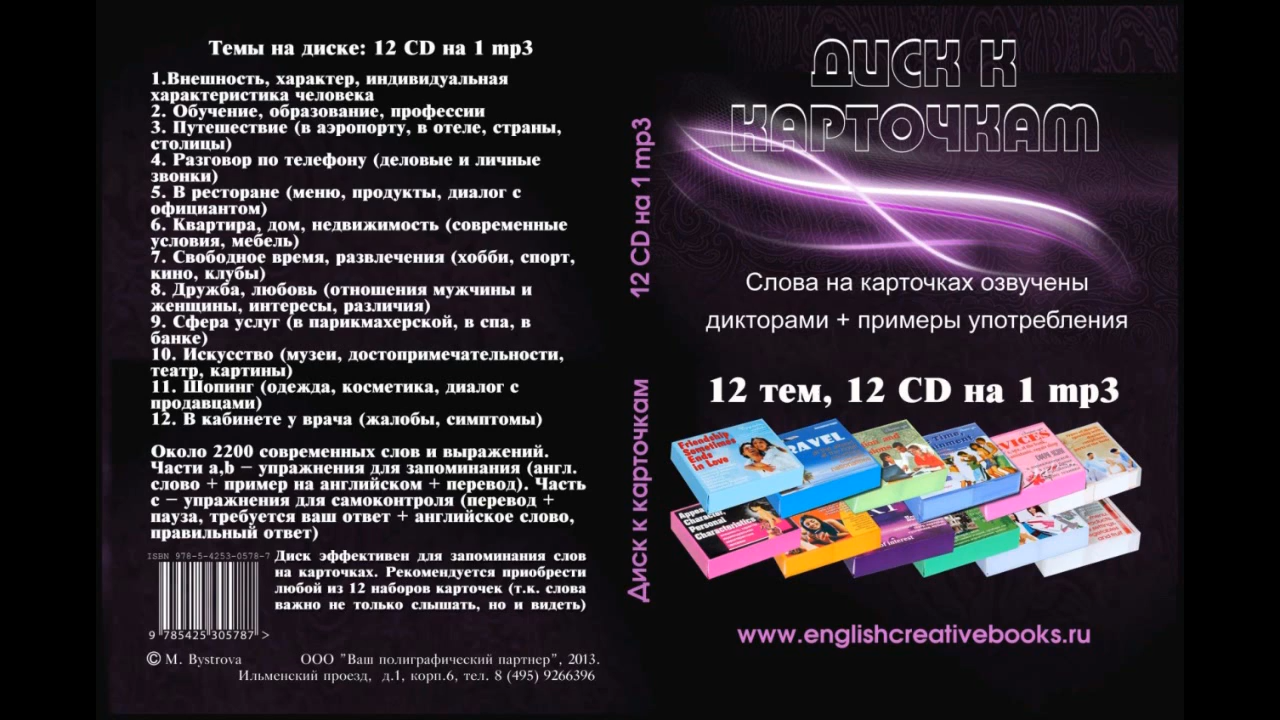 Темы на диске: 12 CD на 1 mp3
1.Внешность, характер, индивидуальная
характеристика человека
2. Обучение, образование, профессии
3. Путешествие (в аэропорту, в отеле, страны,
столицы)
4. Разговор по телефону (деловые и личные
звонки)
5. В ресторане (меню, продукты, диалог с
официантом)
6. Квартира, дом, недвижимость (современные
условия, мебель)
7. Свободное время, развлечения (хобби, спорт,
кино, клубы)
8. Дружба, любовь (отношения мужчины и
женщины, интересы, различия)
9. Сфера услуг (в парикмахерской, в спа, в
банке)
10. Искусство (музеи, достопримечательности,
театр, картины)
11. Шопинг (одежда, косметика, диалог с
продавцами)
12. В кабинете у врача (жалобы, симптомы)
Около 2200 современных слов и выражений.
Части a,b – упражнения для запоминания (англ.
слово + пример на английском + перевод). Часть
с – упражнения для самоконтроля (перевод +
пауза, требуется ваш ответ + английское слово,
правильный ответ)
ISBN 978-5-4253-0578-7
Диск эффективен для запоминания слов
на карточках. Рекомендуется приобрести
любой из 12 наборов карточек (т.к. слова
важно не только слышать, но и видеть)
9 785425 305787 >
© M. Bystrova
ООО "Ваш полиграфический партнер", 2013.
Ильменский проезд, д.1, корп.6, тел. 8 (495) 9266396
12 CD на 1 mp3
Диск к карточкам
ДИСК К
КАРТОЧКАМ
Слова на карточках озвучены
дикторами + примеры употребления
12 тем, 12 CD на 1 mp3
Friendship
Sometimes
Ends
in Love
Character,
Personal
Characteristics
www.englishcreativebooks.ru